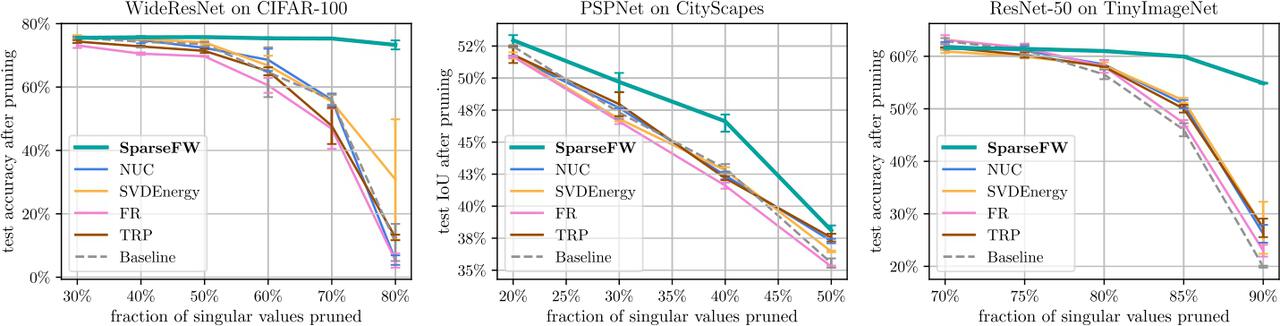 WideResNet on CIFAR-100
test accuracy after pruning
80%
60%
40%
20%
0%
SparseFW
NUC
SVDEnergy
FR
TRP
Baseline
30% 40% 50% 60% 70% 80%
fraction of singular values pruned
PSPNet on CityScapes
test IoU after pruning
52%
50%
48%
45%
43%
40%
38%
35%
SparseFW
NUC
SVDEnergy
FR
TRP
Baseline
20% 25% 30% 35% 40% 45% 50%
fraction of singular values pruned
ResNet-50 on TinyImageNet
test accuracy after pruning
60%
50%
40%
30%
20%
SparseFW
NUC
SVDEnergy
FR
TRP
Baseline
70% 75% 80% 85% 90%
fraction of singular values pruned